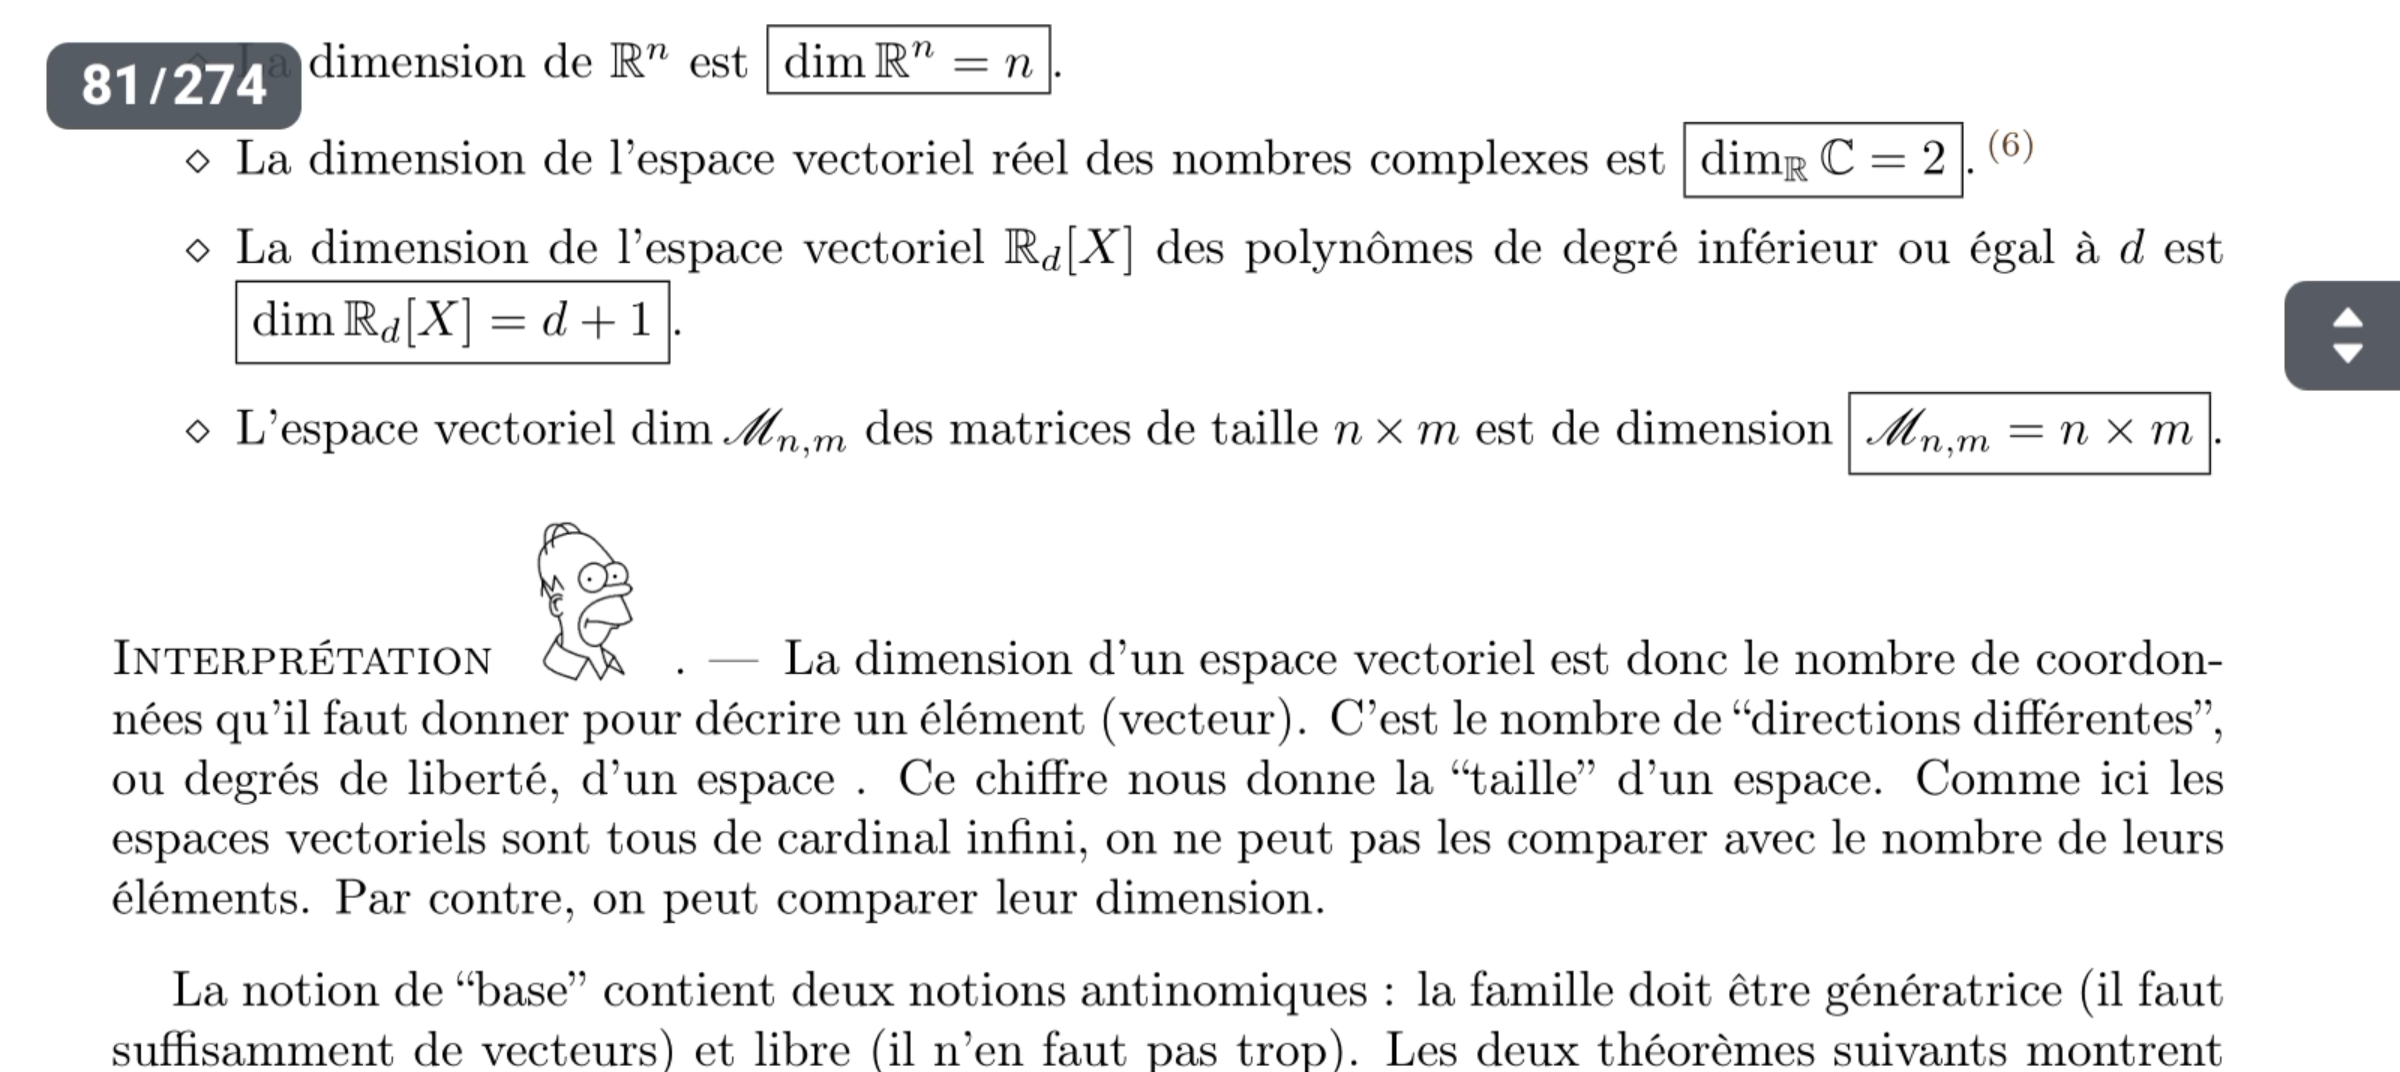 81/274
dimension de ℝⁿ est dim ℝⁿ = n.
⋄ La dimension de l'espace vectoriel réel des nombres complexes est dim_ℝ ℂ = 2. (6)
⋄ La dimension de l'espace vectoriel ℝ_d[X] des polynômes de degré inférieur ou égal à d est
dim ℝ_d[X] = d + 1.
⋄ L'espace vectoriel dim ℳ_{n,m} des matrices de taille n × m est de dimension ℳ_{n,m} = n × m.
INTERPRÉTATION . — La dimension d'un espace vectoriel est donc le nombre de coordon-
nées qu'il faut donner pour décrire un élément (vecteur). C'est le nombre de “directions différentes”,
ou degrés de liberté, d'un espace . Ce chiffre nous donne la “taille” d'un espace. Comme ici les
espaces vectoriels sont tous de cardinal infini, on ne peut pas les comparer avec le nombre de leurs
éléments. Par contre, on peut comparer leur dimension.
La notion de “base” contient deux notions antinomiques : la famille doit être génératrice (il faut
suffisamment de vecteurs) et libre (il n'en faut pas trop). Les deux théorèmes suivants montrent